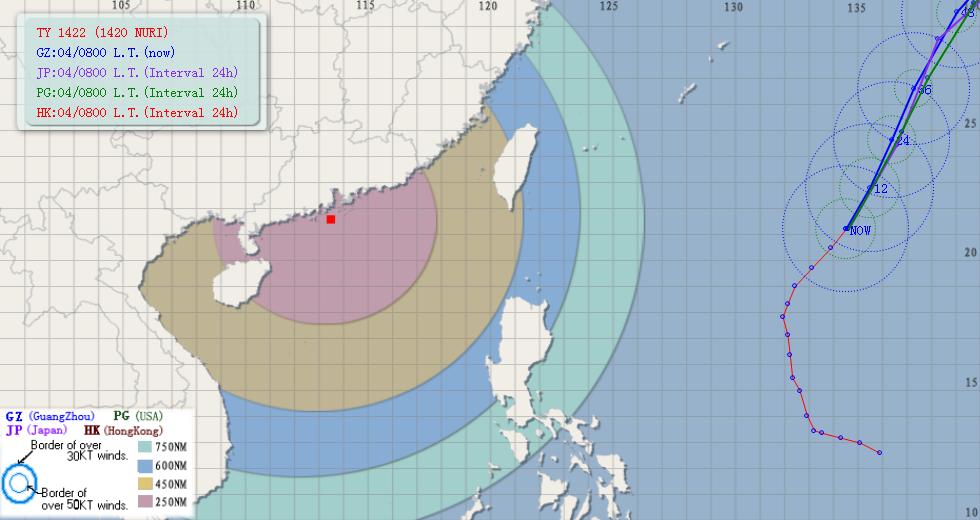 105 110 115 120 125 130 135
TY 1422 (1420 NURI)
GZ:04/0800 L.T.(now)
JP:04/0800 L.T.(Interval 24h)
PG:04/0800 L.T.(Interval 24h)
HK:04/0800 L.T.(Interval 24h)
48
36
25
24
12
NOW
20
15
10
GZ (GuangZhou) PG (USA)
JP (Japan) HK (HongKong)
Border of over
30KT winds.
Border of
over 50KT winds.
750NM
600NM
450NM
250NM